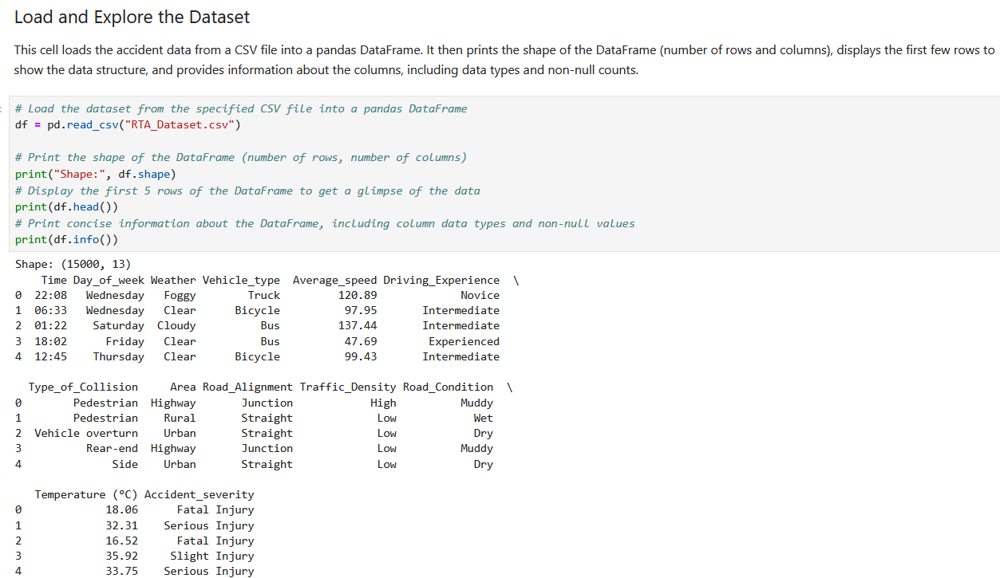 Load and Explore the Dataset
This cell loads the accident data from a CSV file into a pandas DataFrame. It then prints the shape of the DataFrame (number of rows and columns), displays the first few rows to
show the data structure, and provides information about the columns, including data types and non-null counts.
# Load the dataset from the specified CSV file into a pandas DataFrame
df = pd.read_csv("RTA_Dataset.csv")
# Print the shape of the DataFrame (number of rows, number of columns)
print("Shape:", df.shape)
# Display the first 5 rows of the DataFrame to get a glimpse of the data
print(df.head())
# Print concise information about the DataFrame, including column data types and non-null values
print(df.info())
Shape: (15000, 13)
    Time Day_of_week Weather Vehicle_type  Average_speed Driving_Experience  \
0  22:08   Wednesday   Foggy        Truck         120.89             Novice
1  06:33   Wednesday   Clear      Bicycle          97.95       Intermediate
2  01:22    Saturday  Cloudy          Bus         137.44       Intermediate
3  18:02      Friday   Clear          Bus          47.69        Experienced
4  12:45    Thursday   Clear      Bicycle          99.43       Intermediate
  Type_of_Collision     Area Road_Alignment Traffic_Density Road_Condition  \
0        Pedestrian  Highway       Junction            High          Muddy
1        Pedestrian    Rural       Straight             Low            Wet
2  Vehicle overturn    Urban       Straight             Low            Dry
3          Rear-end  Highway       Junction             Low          Muddy
4              Side    Urban       Straight             Low            Dry
   Temperature (°C) Accident_severity
0             18.06      Fatal Injury
1             32.31    Serious Injury
2             16.52      Fatal Injury
3             35.92     Slight Injury
4             33.75    Serious Injury